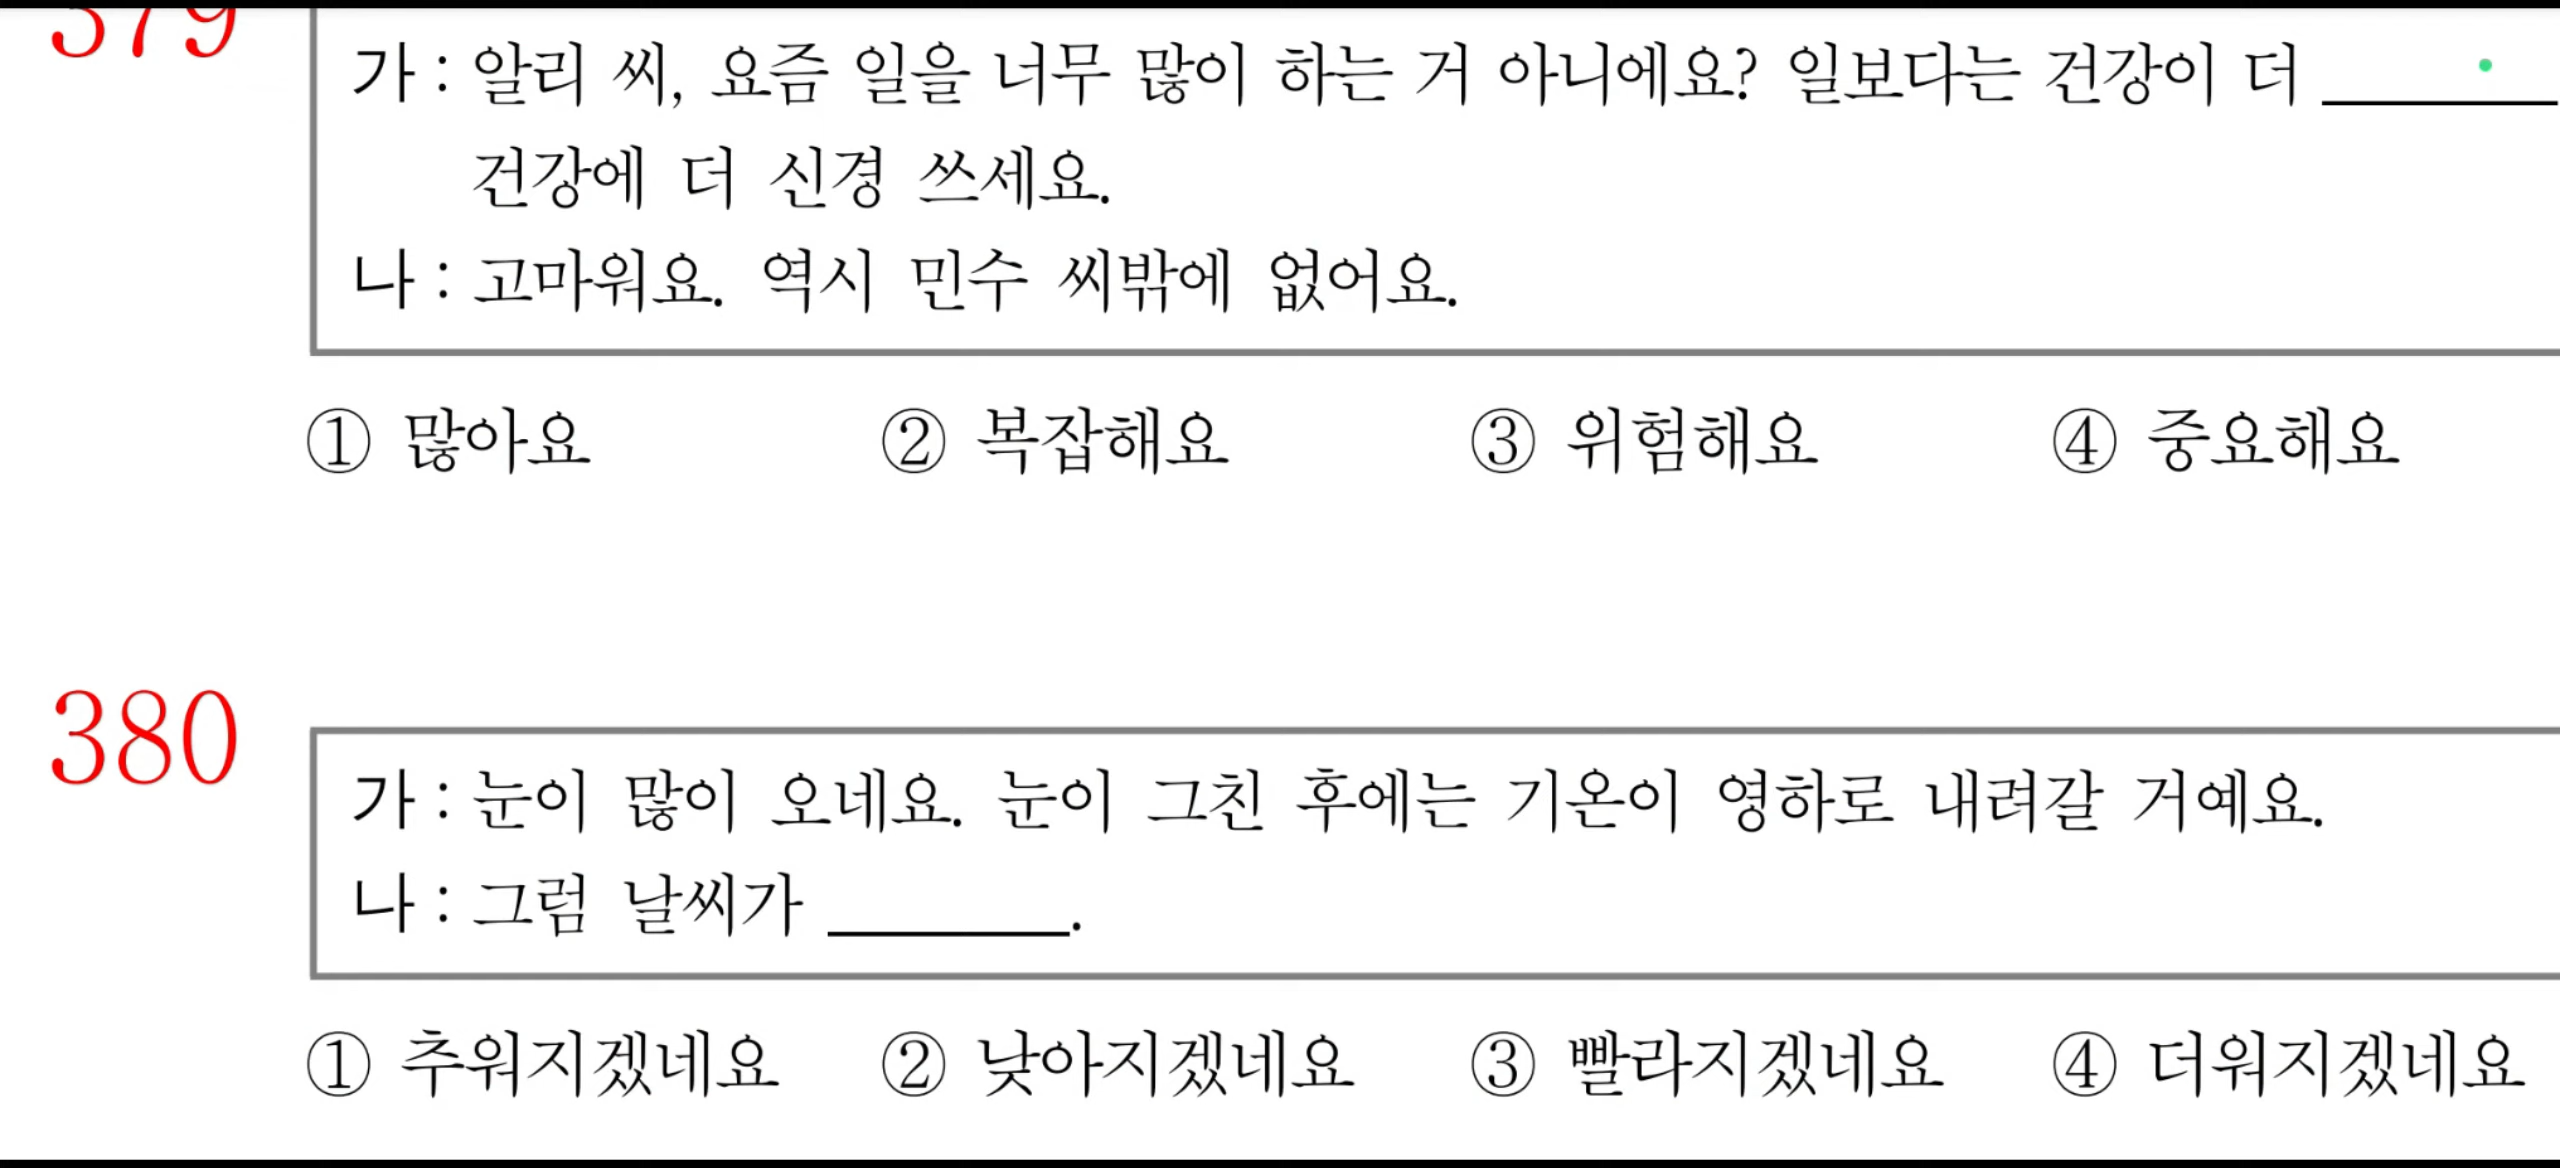 379
가 : 알리 씨, 요즘 일을 너무 많이 하는 거 아니에요? 일보다는 건강이 더 ________
건강에 더 신경 쓰세요.
나 : 고마워요. 역시 민수 씨밖에 없어요.
① 많아요 ② 복잡해요 ③ 위험해요 ④ 중요해요
380
가 : 눈이 많이 오네요. 눈이 그친 후에는 기온이 영하로 내려갈 거예요.
나 : 그럼 날씨가 ________.
① 추워지겠네요 ② 낮아지겠네요 ③ 빨라지겠네요 ④ 더워지겠네요